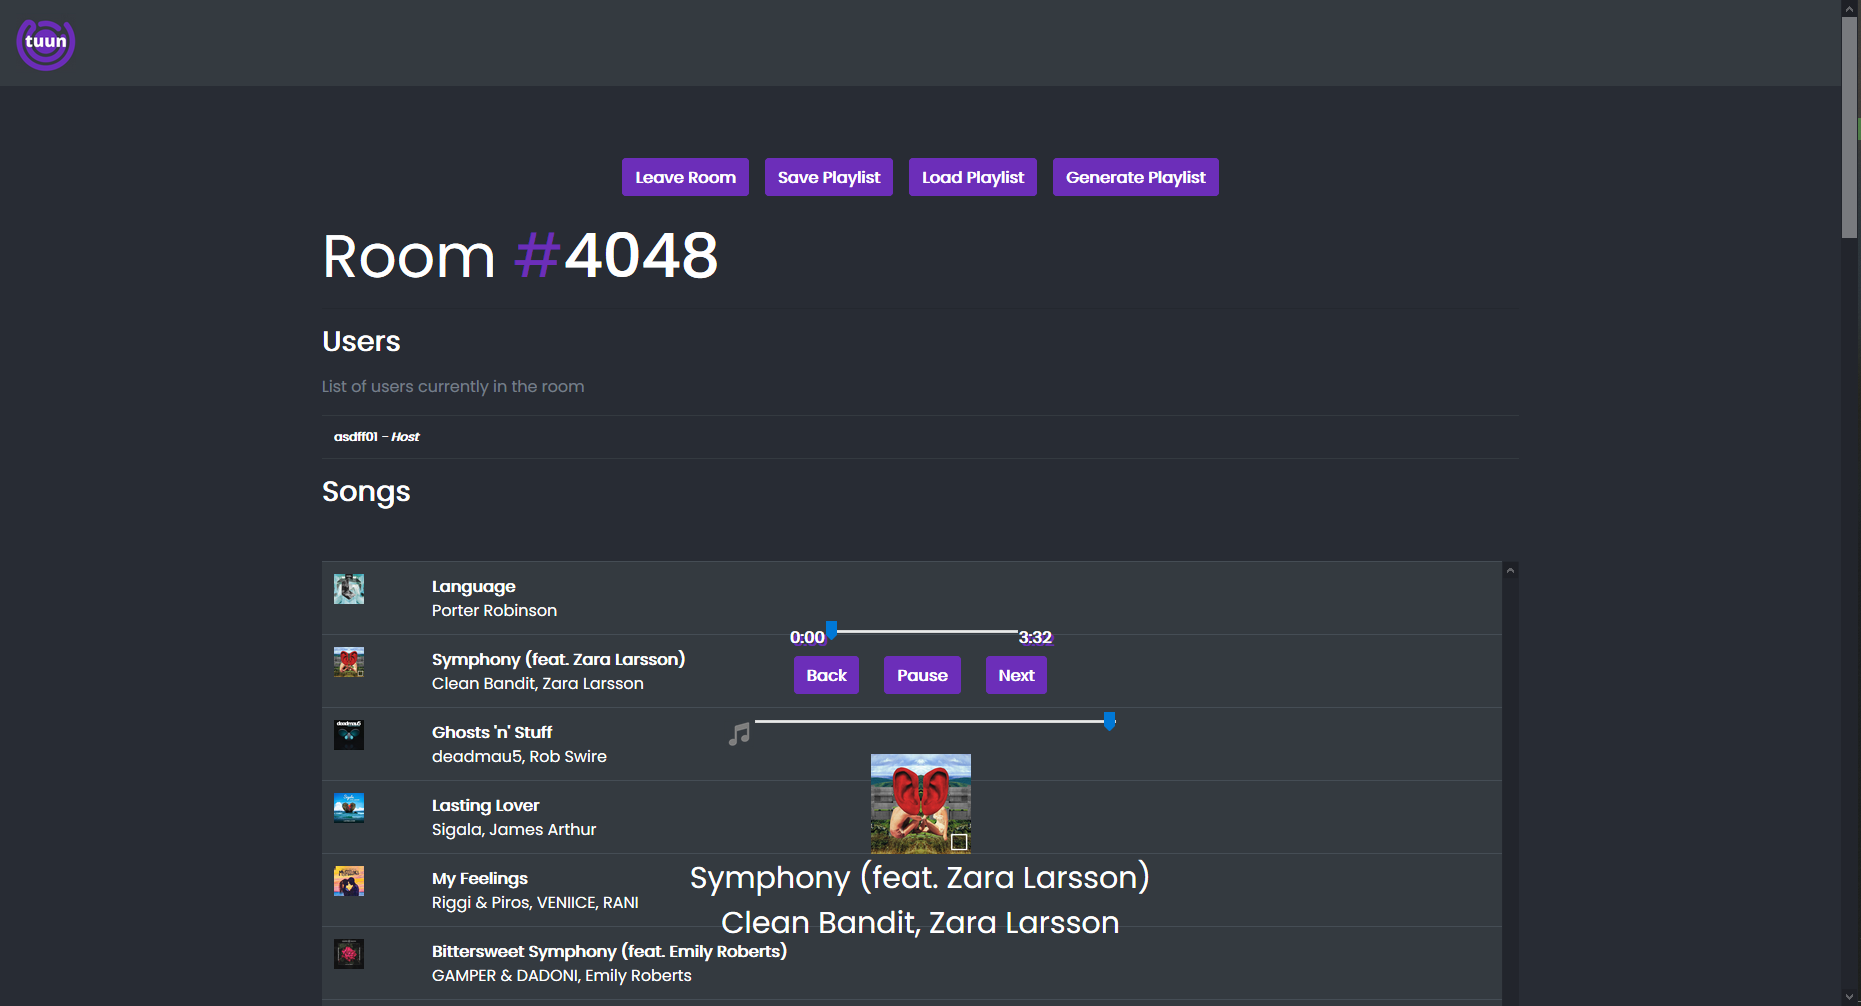 tuun
Leave Room
Save Playlist
Load Playlist
Generate Playlist
Room #4048
Users
List of users currently in the room
asdff01 - Host
Songs
Language
Porter Robinson
Symphony (feat. Zara Larsson)
Clean Bandit, Zara Larsson
Ghosts 'n' Stuff
deadmau5, Rob Swire
Lasting Lover
Sigala, James Arthur
My Feelings
Riggi & Piros, VENIICE, RANI
Bittersweet Symphony (feat. Emily Roberts)
GAMPER & DADONI, Emily Roberts
0:00
3:32
Back
Pause
Next
Symphony (feat. Zara Larsson)
Clean Bandit, Zara Larsson
deadmau5